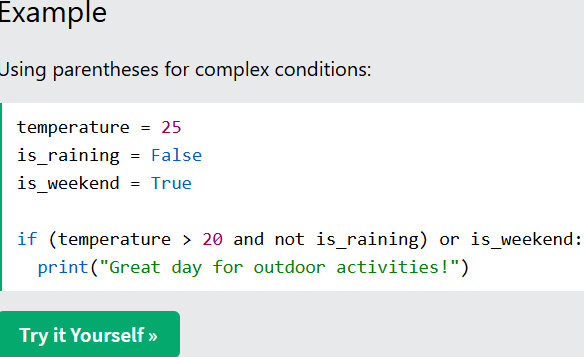 Example
Using parentheses for complex conditions:
temperature = 25
is_raining = False
is_weekend = True
if (temperature > 20 and not is_raining) or is_weekend:
  print("Great day for outdoor activities!")
Try it Yourself »